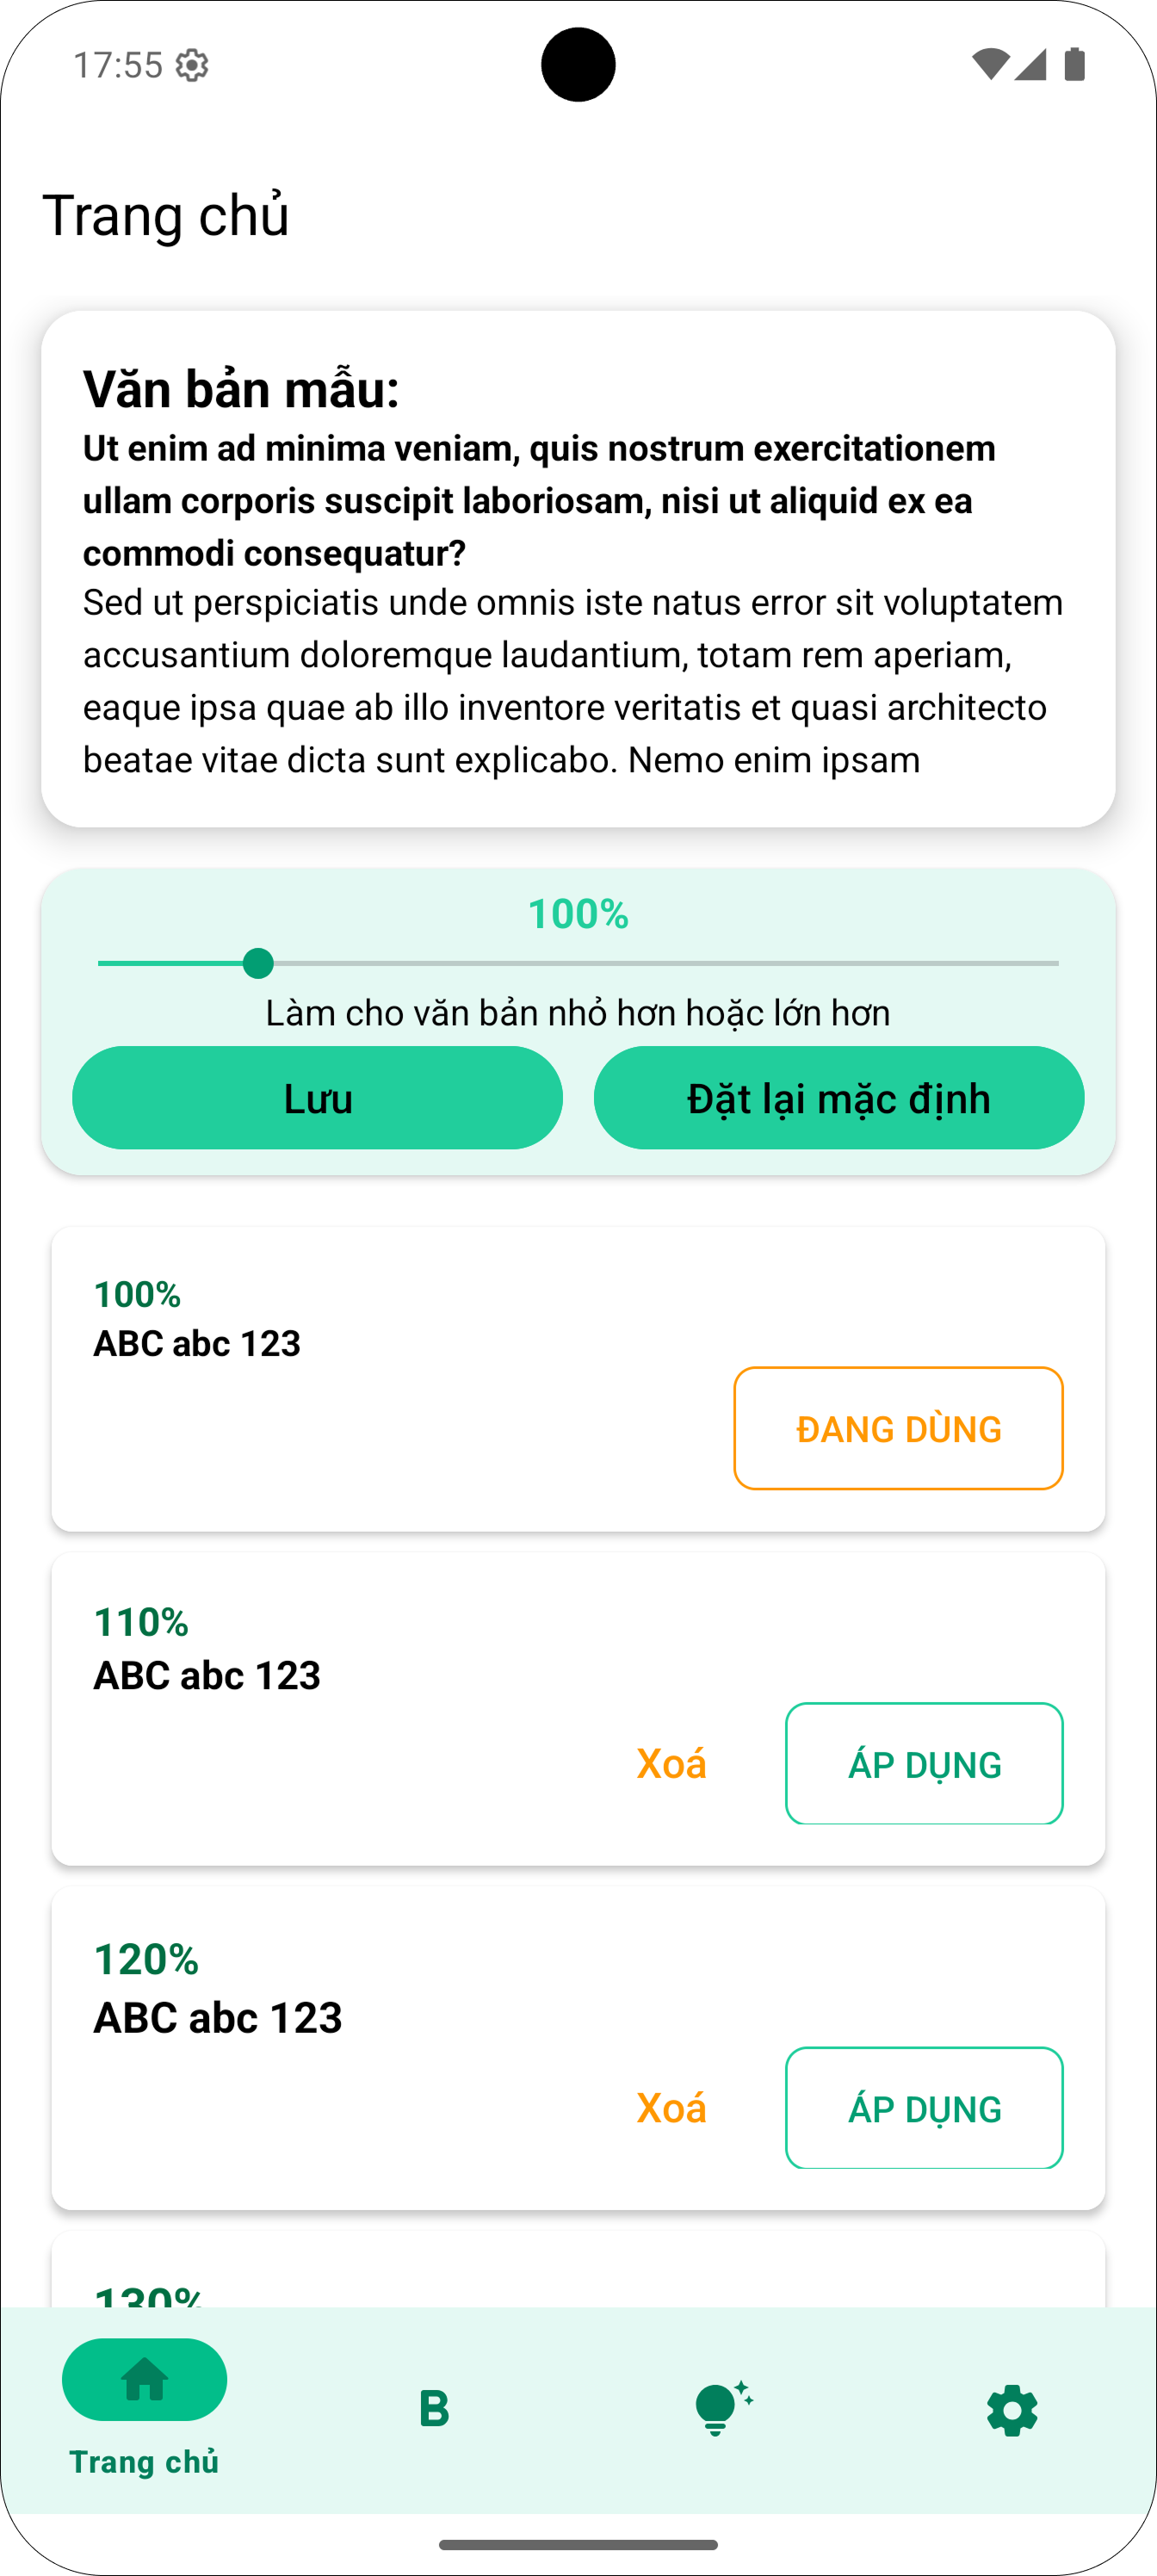 17:55
Trang chủ
Văn bản mẫu:
Ut enim ad minima veniam, quis nostrum exercitationem
ullam corporis suscipit laboriosam, nisi ut aliquid ex ea
commodi consequatur?
Sed ut perspiciatis unde omnis iste natus error sit voluptatem
accusantium doloremque laudantium, totam rem aperiam,
eaque ipsa quae ab illo inventore veritatis et quasi architecto
beatae vitae dicta sunt explicabo. Nemo enim ipsam
100%
Làm cho văn bản nhỏ hơn hoặc lớn hơn
Lưu
Đặt lại mặc định
100%
ABC abc 123
ĐANG DÙNG
110%
ABC abc 123
Xoá
ÁP DỤNG
120%
ABC abc 123
Xoá
ÁP DỤNG
130%
B
Trang chủ